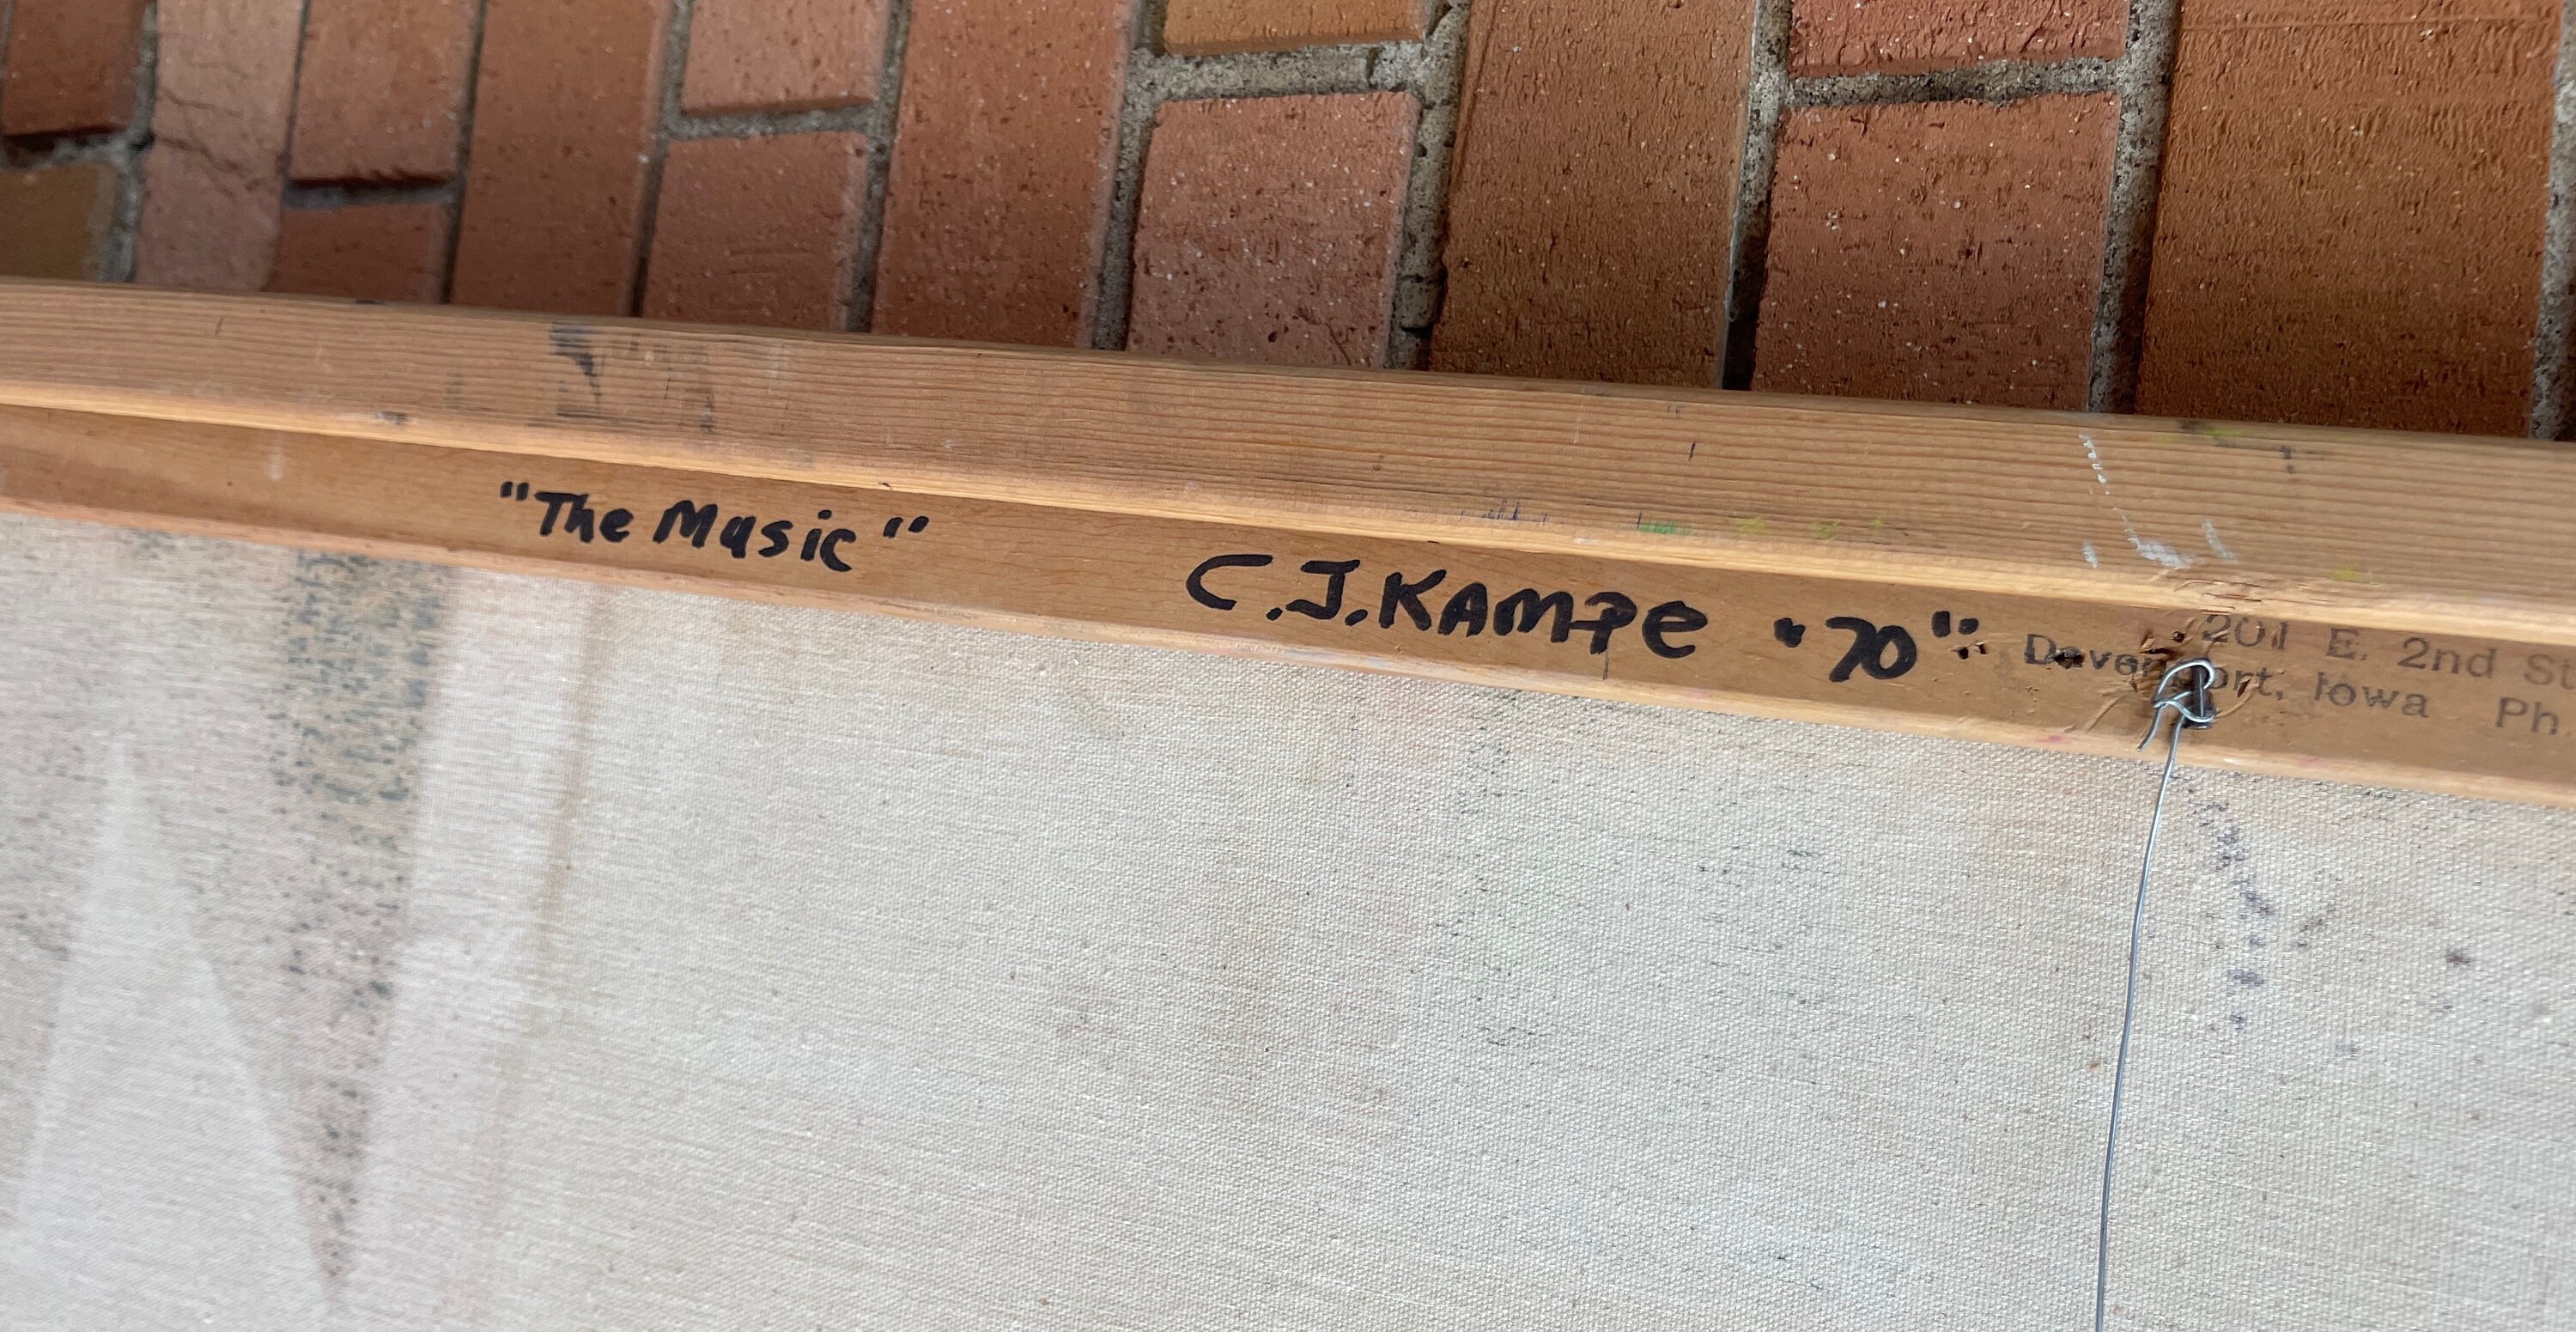 "The Music" C.J. KAMPE "70"
201 E. 2nd St
Davenport, Iowa Ph.